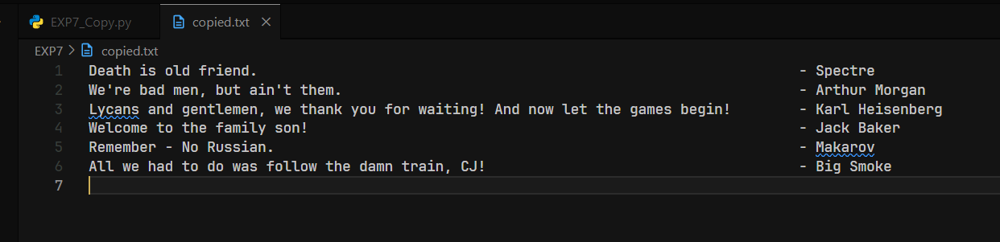 EXP7_Copy.py copied.txt
EXP7 > copied.txt
1 Death is old friend. - Spectre
2 We're bad men, but ain't them. - Arthur Morgan
3 Lycans and gentlemen, we thank you for waiting! And now let the games begin! - Karl Heisenberg
4 Welcome to the family son! - Jack Baker
5 Remember - No Russian. - Makarov
6 All we had to do was follow the damn train, CJ! - Big Smoke
7